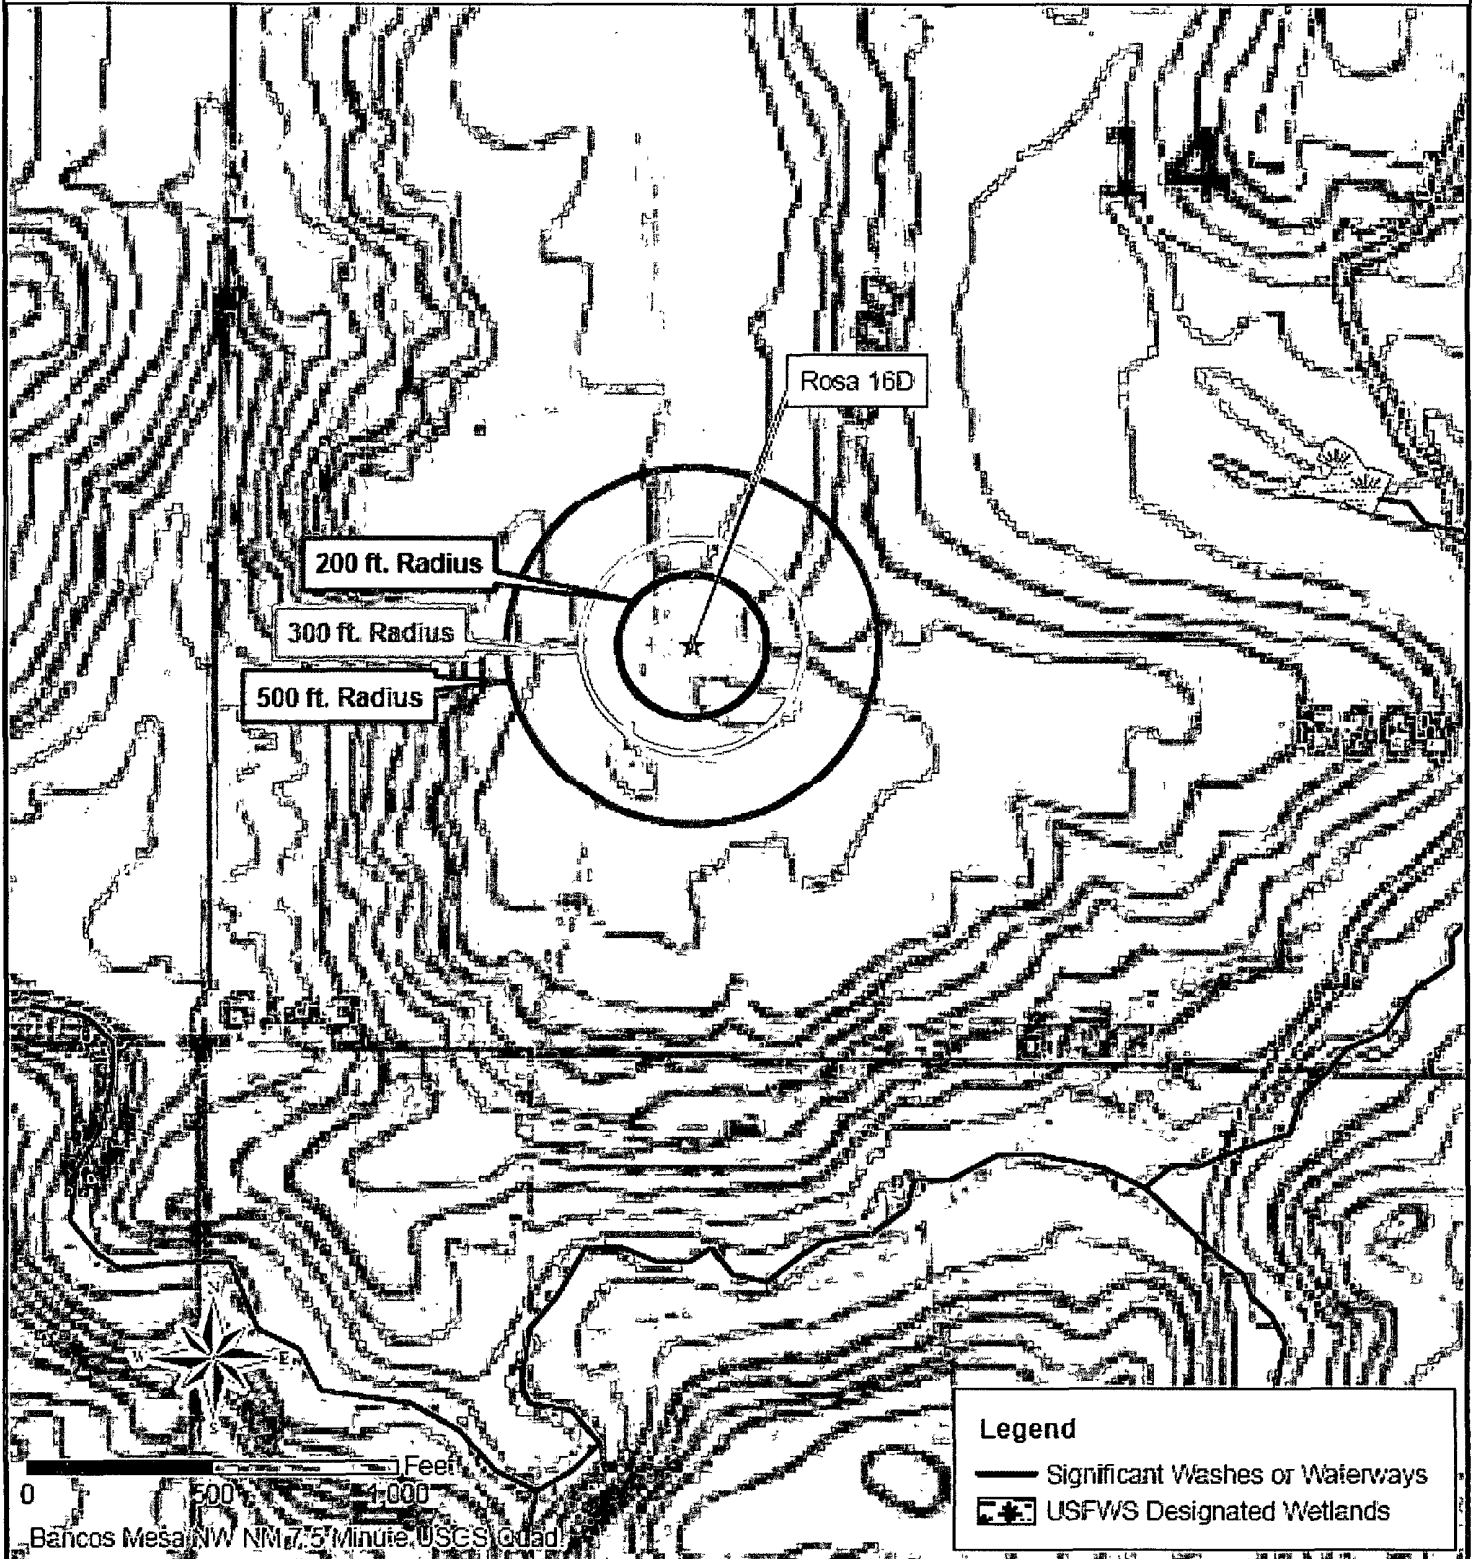 Rosa 16D
200 ft. Radius
300 ft. Radius
500 ft. Radius
W
E
S
Feet
0 500 1,000
Bancos Mesa NW NM 7.5 Minute USGS Quad
Legend
Significant Washes or Waterways
USFWS Designated Wetlands